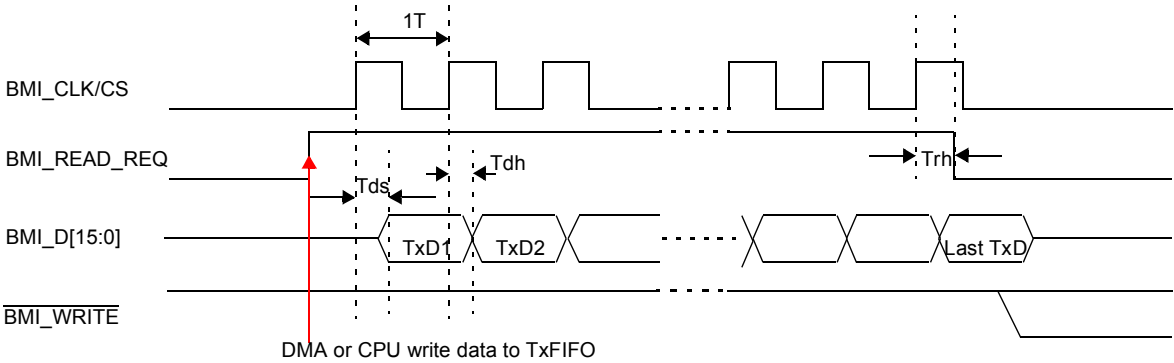 1T
BMI_CLK/CS
BMI_READ_REQ
Tdh
Trh
Tds
BMI_D[15:0]
TxD1
TxD2
Last TxD
BMI_WRITE
DMA or CPU write data to TxFIFO